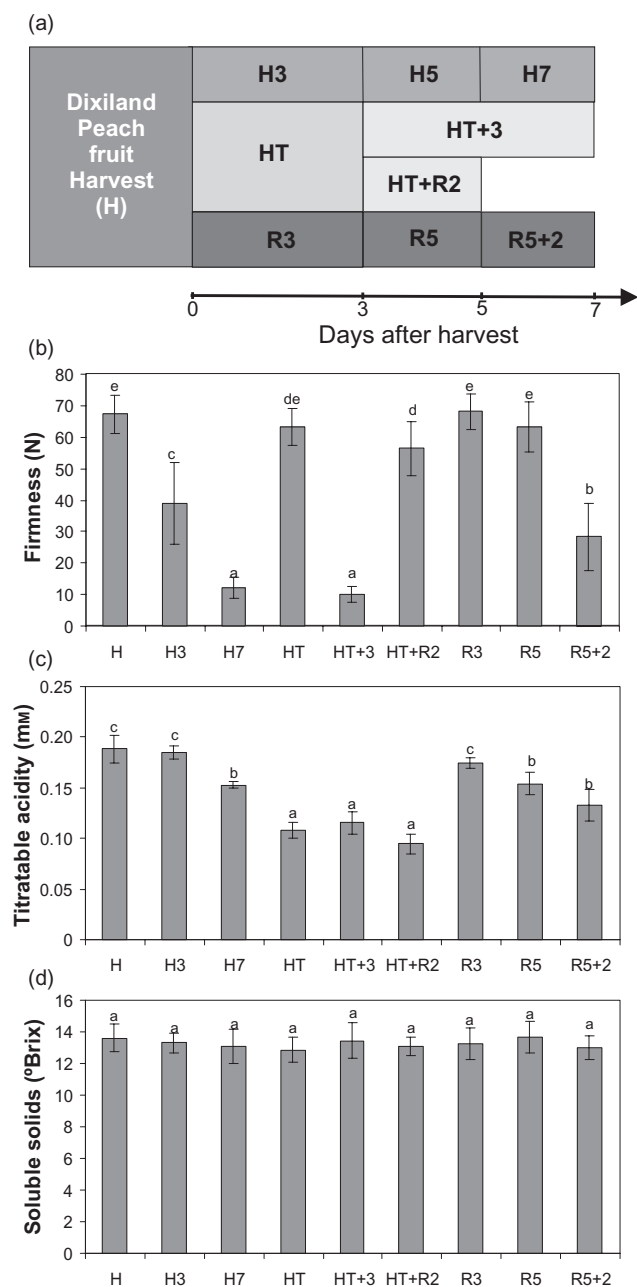 (a)
Dixiland
Peach
fruit
Harvest
(H)
H3 H5 H7
HT HT+3
HT+R2
R3 R5 R5+2
0 3 5 7
Days after harvest
(b)
Firmness (N)
80
70
60
50
40
30
20
10
0
e c a de a d e e b
H H3 H7 HT HT+3 HT+R2 R3 R5 R5+2
(c)
Titratable acidity (mM)
0.25
0.20
0.15
0.10
0.05
0
c c b a a a c b b
H H3 H7 HT HT+3 HT+R2 R3 R5 R5+2
(d)
Soluble solids (ºBrix)
16
14
12
10
8
6
4
2
0
a a a a a a a a a
H H3 H7 HT HT+3 HT+R2 R3 R5 R5+2